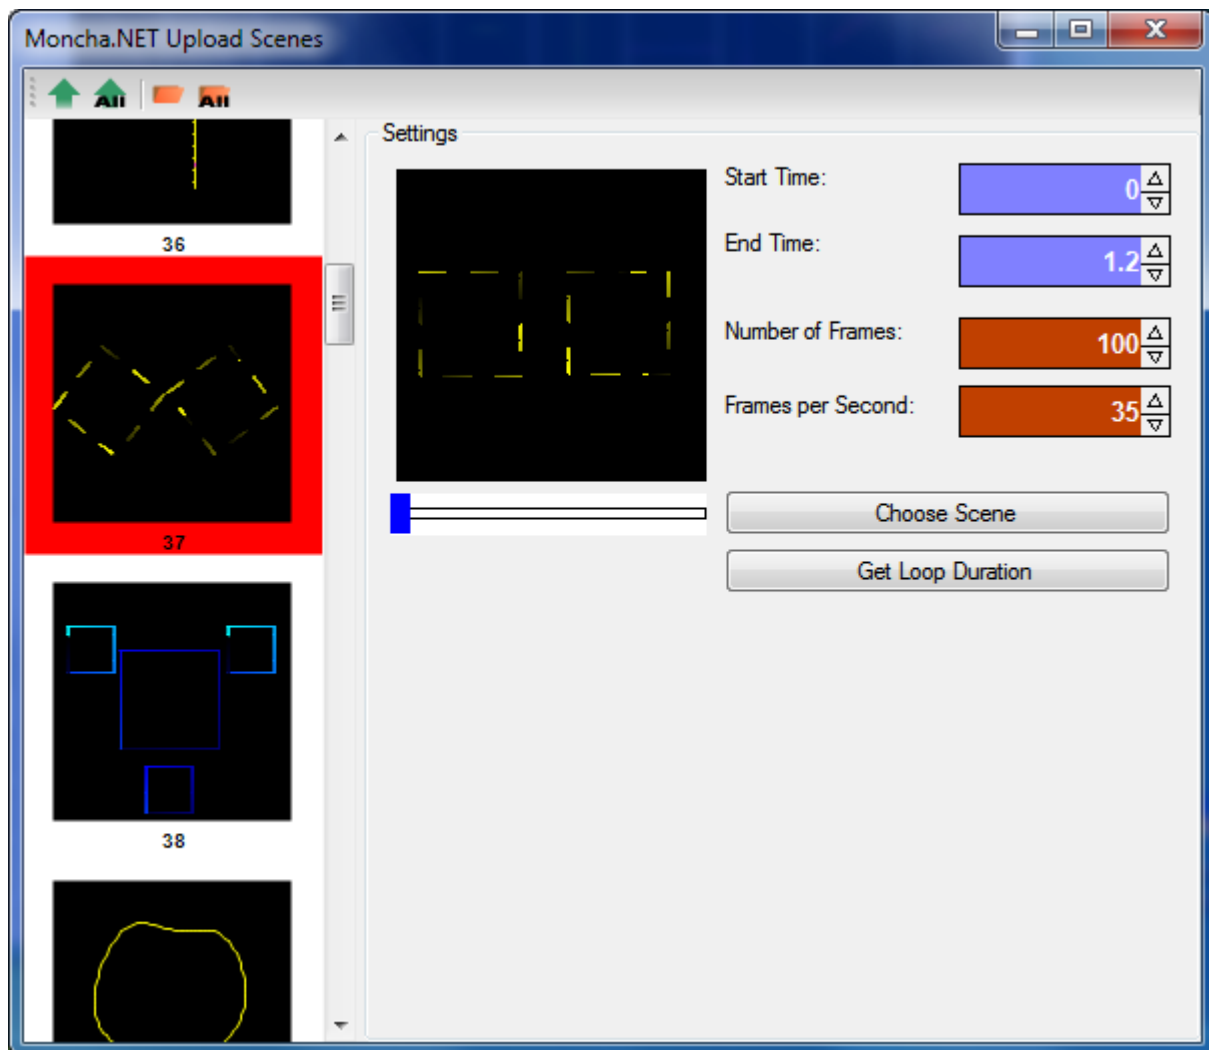 Moncha.NET Upload Scenes
All All
36
37
38
Settings
Start Time: 0
End Time: 1.2
Number of Frames: 100
Frames per Second: 35
Choose Scene
Get Loop Duration